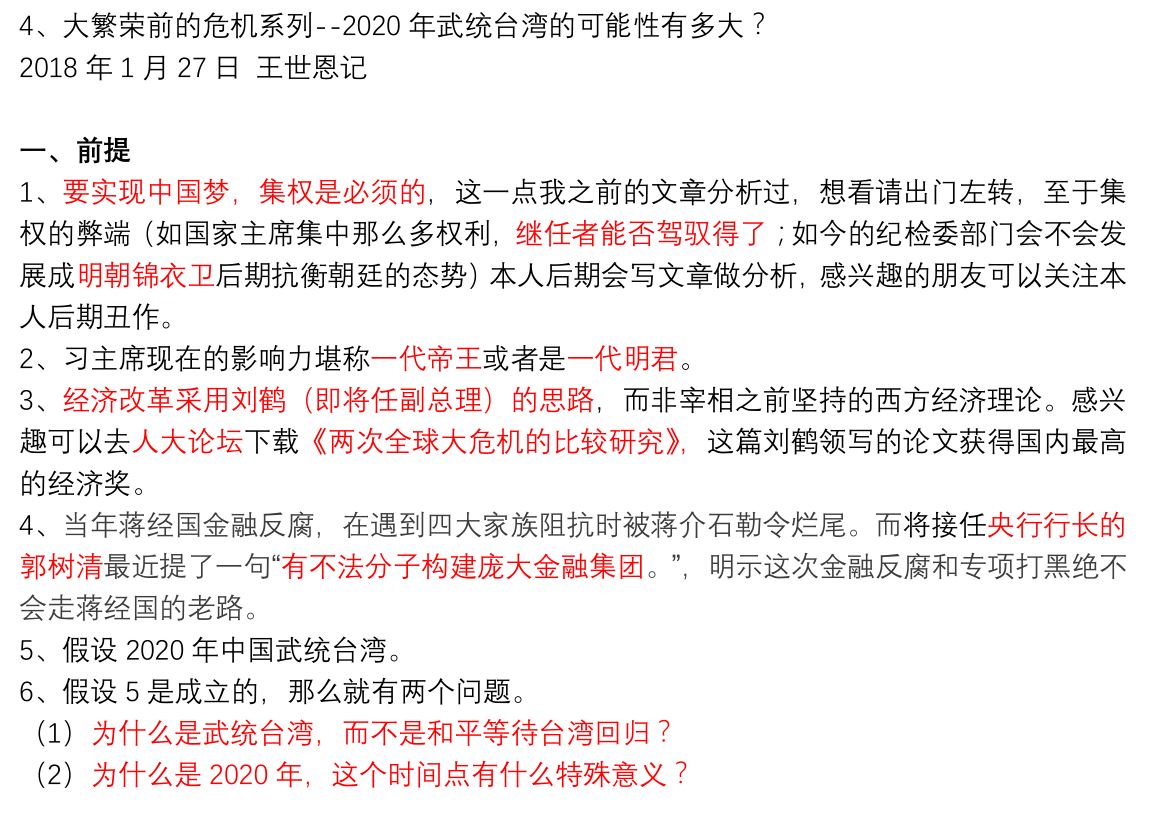 4、大繁荣前的危机系列--2020 年武统台湾的可能性有多大？
2018 年 1 月 27 日  王世恩记
一、前提
1、要实现中国梦，集权是必须的，这一点我之前的文章分析过，想看请出门左转，至于集
权的弊端（如国家主席集中那么多权利，继任者能否驾驭得了；如今的纪检委部门会不会发
展成明朝锦衣卫后期抗衡朝廷的态势）本人后期会写文章做分析，感兴趣的朋友可以关注本
人后期丑作。
2、习主席现在的影响力堪称一代帝王或者是一代明君。
3、经济改革采用刘鹤（即将任副总理）的思路，而非宰相之前坚持的西方经济理论。感兴
趣可以去人大论坛下载《两次全球大危机的比较研究》，这篇刘鹤领写的论文获得国内最高
的经济奖。
4、当年蒋经国金融反腐，在遇到四大家族阻抗时被蒋介石勒令烂尾。而将接任央行行长的
郭树清最近提了一句“有不法分子构建庞大金融集团。”，明示这次金融反腐和专项打黑绝不
会走蒋经国的老路。
5、假设 2020 年中国武统台湾。
6、假设 5 是成立的，那么就有两个问题。
（1）为什么是武统台湾，而不是和平等待台湾回归？
（2）为什么是 2020 年，这个时间点有什么特殊意义？